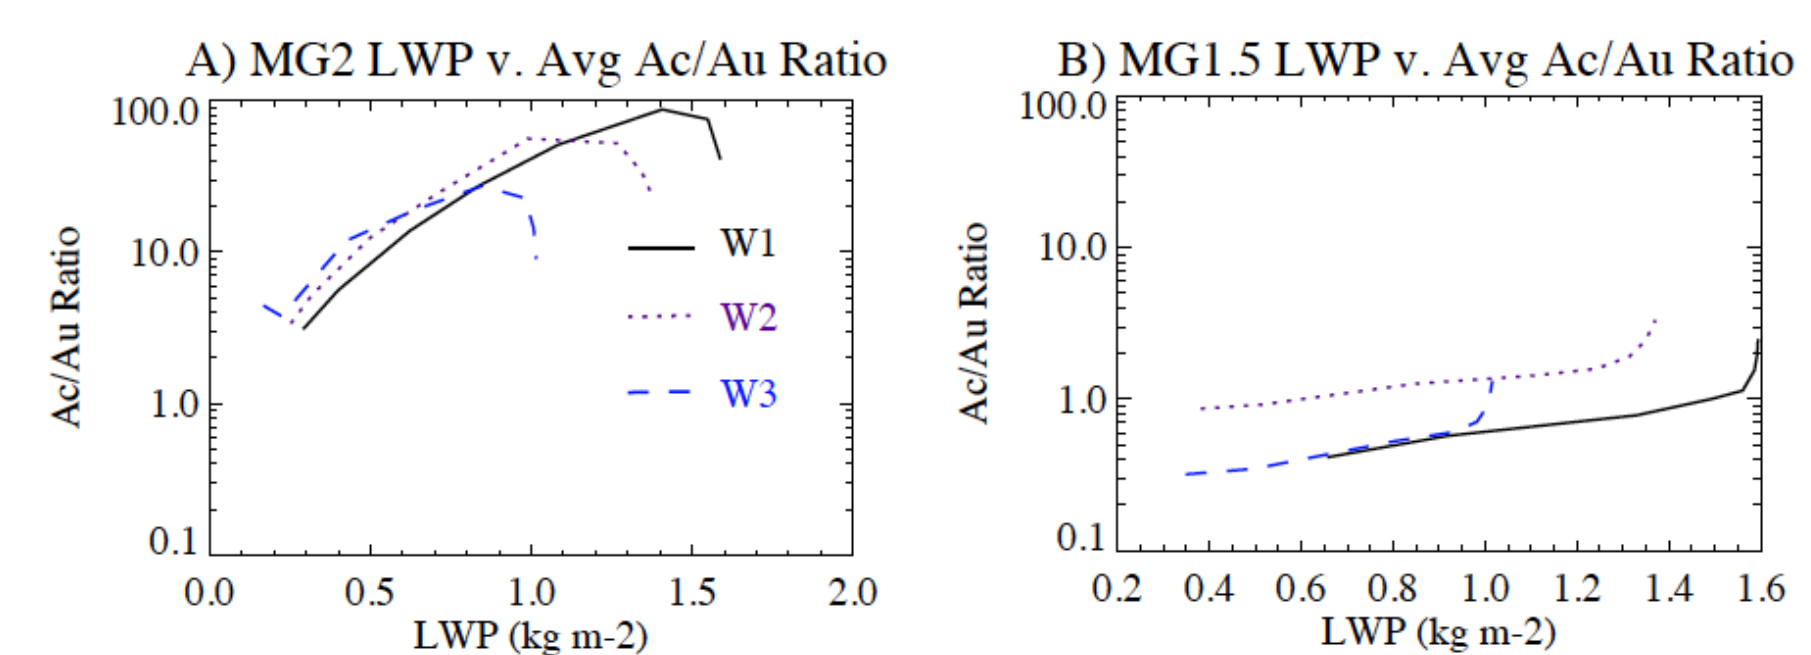 A) MG2 LWP v. Avg Ac/Au Ratio
100.0
10.0
1.0
0.1
Ac/Au Ratio
W1
W2
W3
0.0 0.5 1.0 1.5 2.0
LWP (kg m-2)
B) MG1.5 LWP v. Avg Ac/Au Ratio
100.0
10.0
1.0
0.1
Ac/Au Ratio
0.2 0.4 0.6 0.8 1.0 1.2 1.4 1.6
LWP (kg m-2)